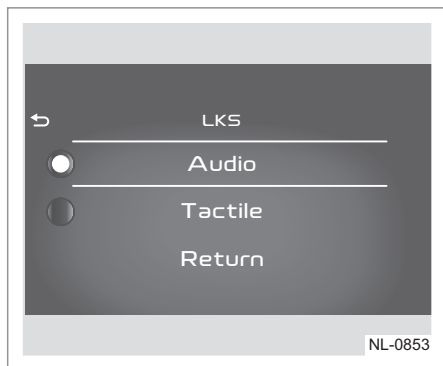 LKS
Audio
Tactile
Return
NL-0853